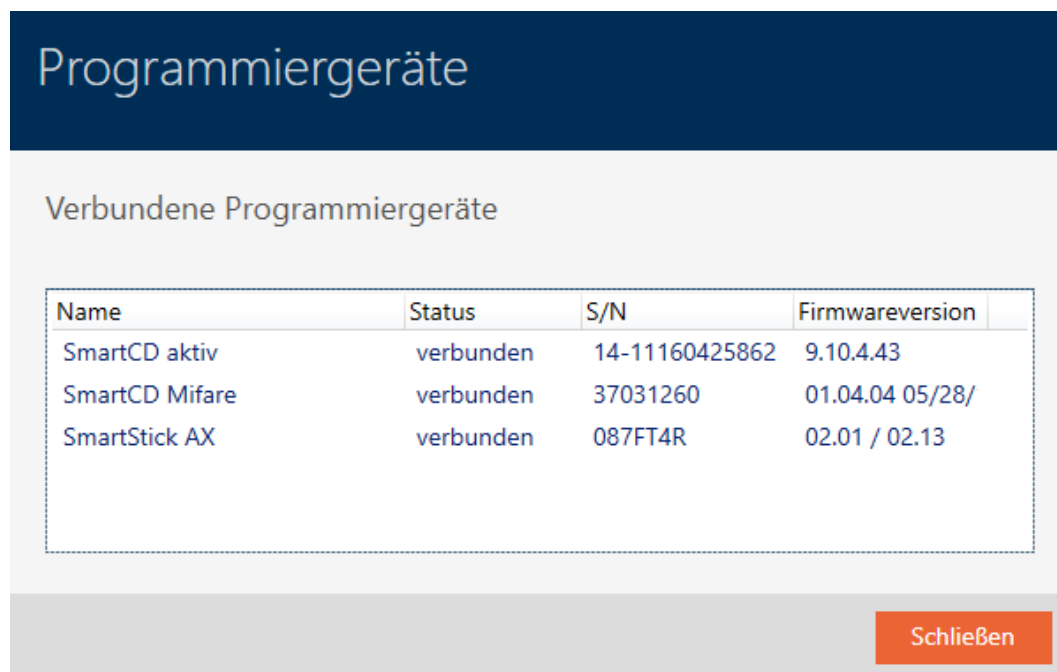 Programmiergeräte
Verbundene Programmiergeräte
Name Status S/N Firmwareversion
SmartCD aktiv verbunden 14-11160425862 9.10.4.43
SmartCD Mifare verbunden 37031260 01.04.04 05/28/
SmartStick AX verbunden 087FT4R 02.01 / 02.13
Schließen